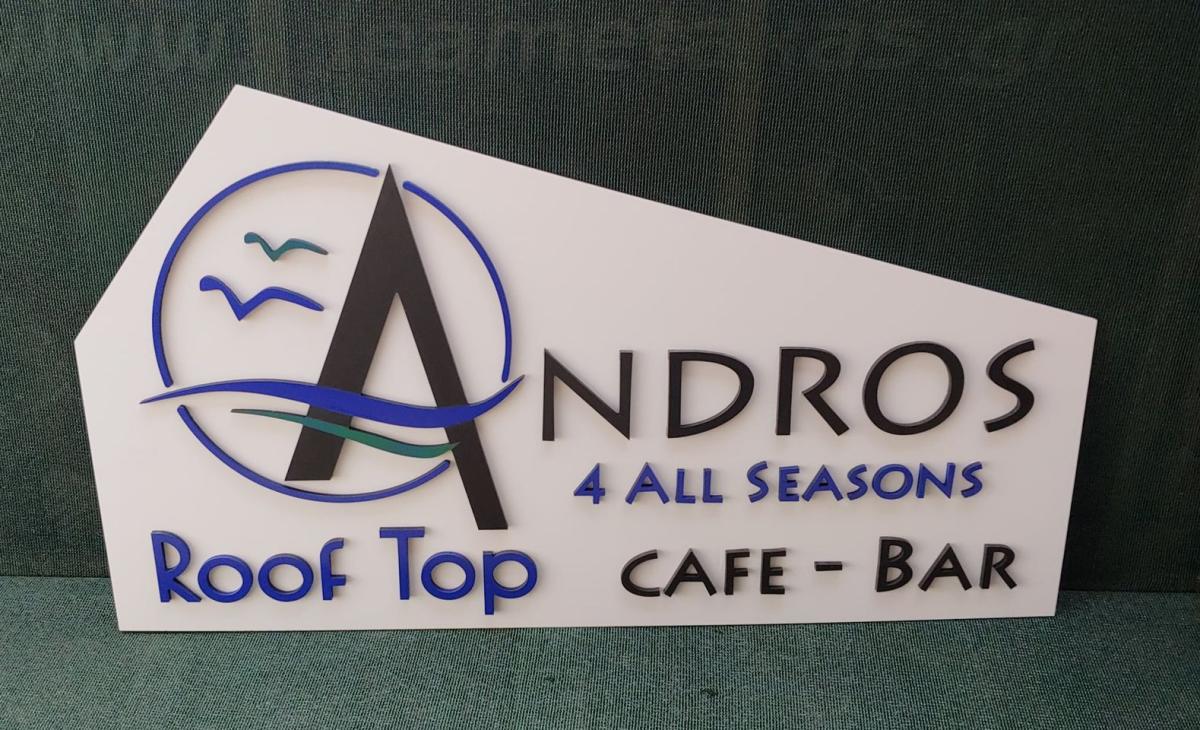 ANDROS
4 ALL SEASONS
ROOF TOP CAFE - BAR